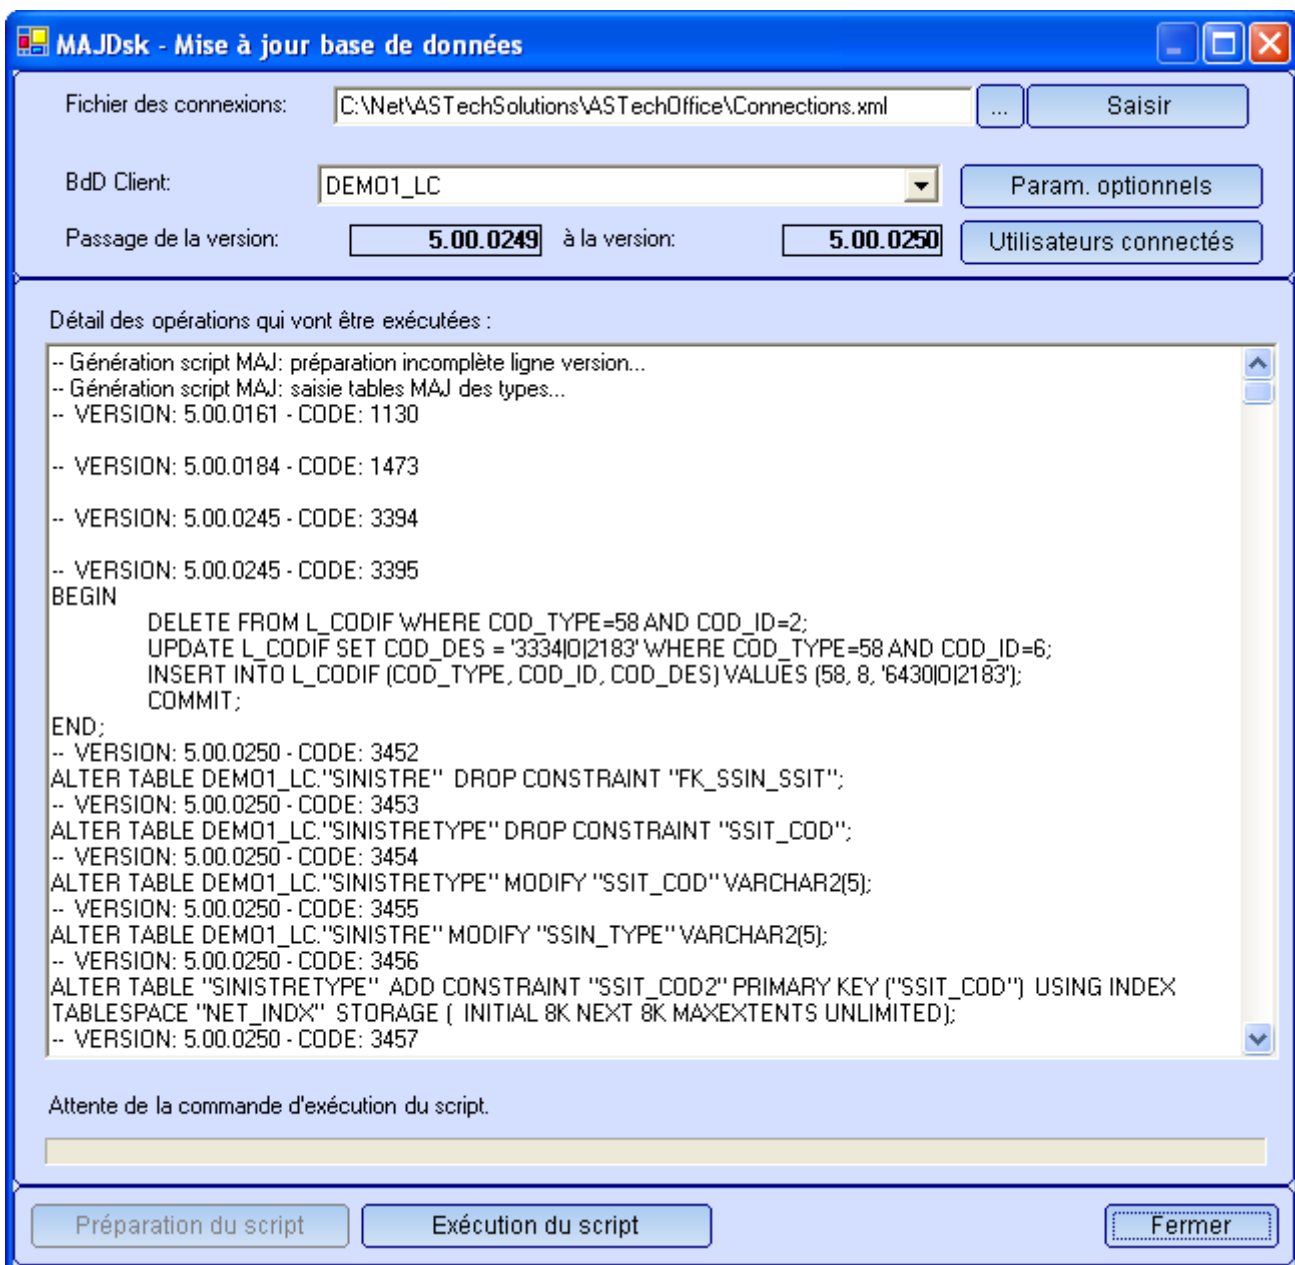 MAJDsk - Mise à jour base de données
Fichier des connexions: C:\Net\ASTechSolutions\ASTechOffice\Connections.xml ... Saisir
BdD Client: DEMO1_LC Param. optionnels
Passage de la version: 5.00.0249 à la version: 5.00.0250 Utilisateurs connectés
Détail des opérations qui vont être exécutées :
-- Génération script MAJ: préparation incomplète ligne version...
-- Génération script MAJ: saisie tables MAJ des types...
-- VERSION: 5.00.0161 - CODE: 1130
-- VERSION: 5.00.0184 - CODE: 1473
-- VERSION: 5.00.0245 - CODE: 3394
-- VERSION: 5.00.0245 - CODE: 3395
BEGIN
DELETE FROM L_CODIF WHERE COD_TYPE=58 AND COD_ID=2;
UPDATE L_CODIF SET COD_DES = '3334|0|2183' WHERE COD_TYPE=58 AND COD_ID=6;
INSERT INTO L_CODIF (COD_TYPE, COD_ID, COD_DES) VALUES (58, 8, '6430|0|2183');
COMMIT;
END;
-- VERSION: 5.00.0250 - CODE: 3452
ALTER TABLE DEMO1_LC."SINISTRE" DROP CONSTRAINT "FK_SSIN_SSIT";
-- VERSION: 5.00.0250 - CODE: 3453
ALTER TABLE DEMO1_LC."SINISTRETYPE" DROP CONSTRAINT "SSIT_COD";
-- VERSION: 5.00.0250 - CODE: 3454
ALTER TABLE DEMO1_LC."SINISTRETYPE" MODIFY "SSIT_COD" VARCHAR2(5);
-- VERSION: 5.00.0250 - CODE: 3455
ALTER TABLE DEMO1_LC."SINISTRE" MODIFY "SSIN_TYPE" VARCHAR2(5);
-- VERSION: 5.00.0250 - CODE: 3456
ALTER TABLE "SINISTRETYPE" ADD CONSTRAINT "SSIT_COD2" PRIMARY KEY ("SSIT_COD") USING INDEX
TABLESPACE "NET_INDX" STORAGE ( INITIAL 8K NEXT 8K MAXEXTENTS UNLIMITED);
-- VERSION: 5.00.0250 - CODE: 3457
Attente de la commande d'exécution du script.
Préparation du script Exécution du script Fermer